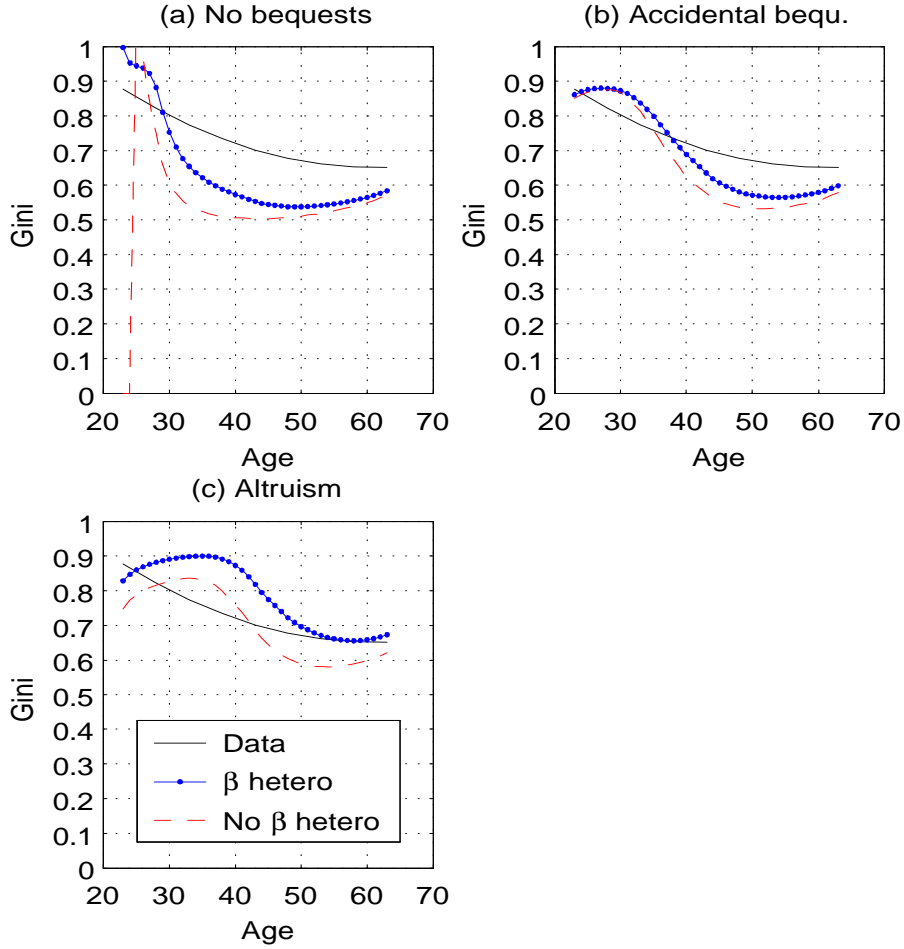 (a) No bequests
1
0.9
0.8
0.7
0.6
0.5
0.4
0.3
0.2
0.1
0
Gini
20 30 40 50 60 70
Age
(b) Accidental bequ.
1
0.9
0.8
0.7
0.6
0.5
0.4
0.3
0.2
0.1
0
Gini
20 30 40 50 60 70
Age
(c) Altruism
1
0.9
0.8
0.7
0.6
0.5
0.4
0.3
0.2
0.1
0
Gini
Data
β hetero
No β hetero
20 30 40 50 60 70
Age